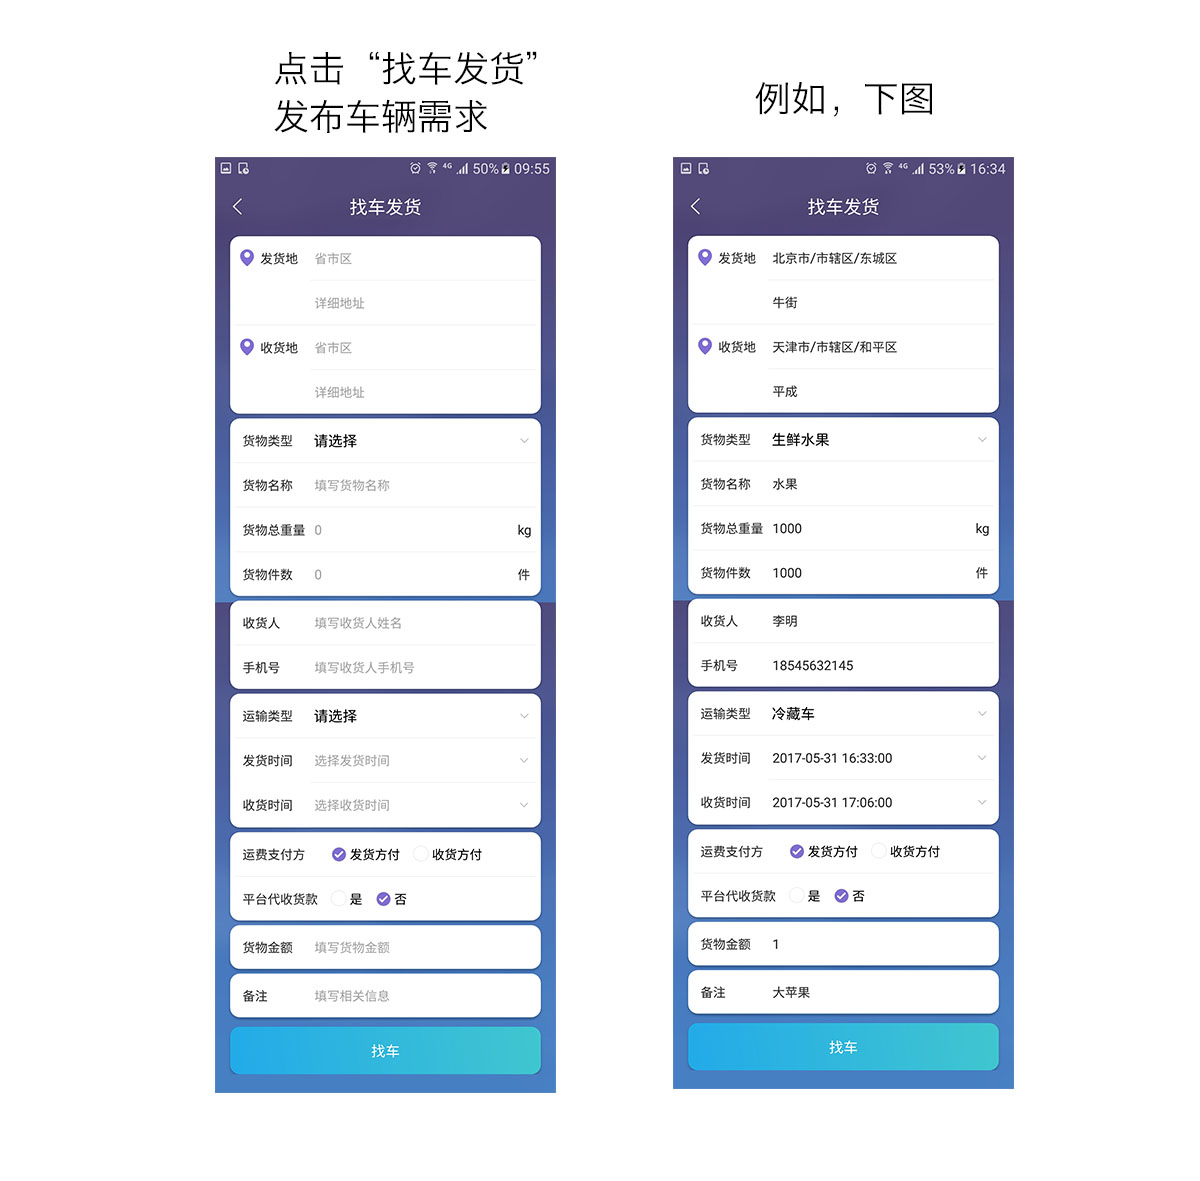 点击“找车发货”
发布车辆需求
50% 09:55
找车发货
发货地 省市区
详细地址
收货地 省市区
详细地址
货物类型 请选择
货物名称 填写货物名称
货物总重量 0 kg
货物件数 0 件
收货人 填写收货人姓名
手机号 填写收货人手机号
运输类型 请选择
发货时间 选择发货时间
收货时间 选择收货时间
运费支付方 发货方付 收货方付
平台代收货款 是 否
货物金额 填写货物金额
备注 填写相关信息
找车
例如，下图
4G 53% 16:34
找车发货
发货地 北京市/市辖区/东城区
牛街
收货地 天津市/市辖区/和平区
平成
货物类型 生鲜水果
货物名称 水果
货物总重量 1000 kg
货物件数 1000 件
收货人 李明
手机号 18545632145
运输类型 冷藏车
发货时间 2017-05-31 16:33:00
收货时间 2017-05-31 17:06:00
运费支付方 发货方付 收货方付
平台代收货款 是 否
货物金额 1
备注 大苹果
找车